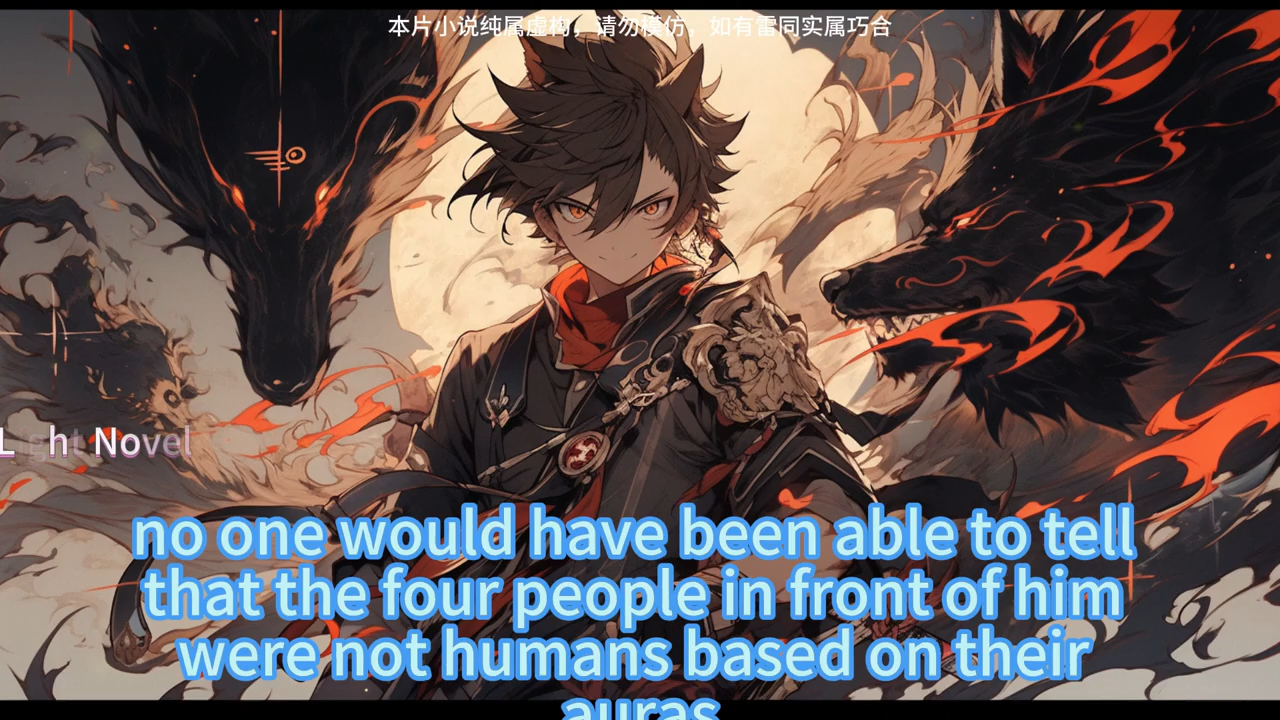 本片小说纯属虚构，请勿模仿，如有雷同实属巧合
Light Novel
no one would have been able to tell
that the four people in front of him
were not humans based on their
auras